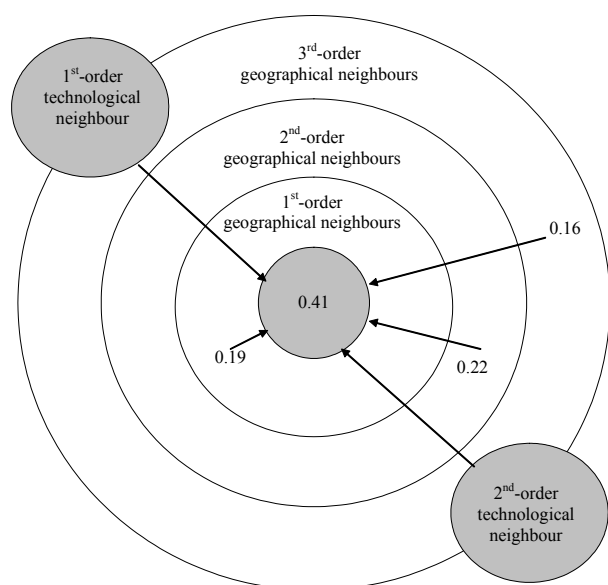 3rd-order
geographical neighbours
1st-order
technological
neighbour
2nd-order
geographical neighbours
1st-order
geographical neighbours
0.16
0.41
0.19
0.22
2nd-order
technological
neighbour